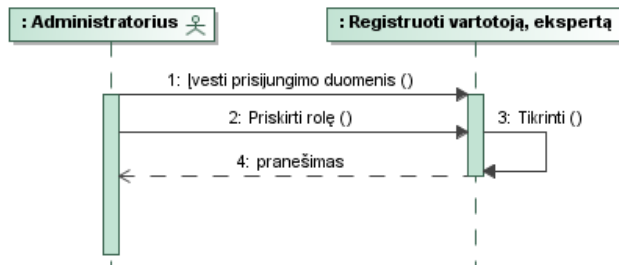 : Administratorius
: Registruoti vartotoją, ekspertą
1: Įvesti prisijungimo duomenis ()
2: Priskirti rolę ()
3: Tikrinti ()
4: pranešimas